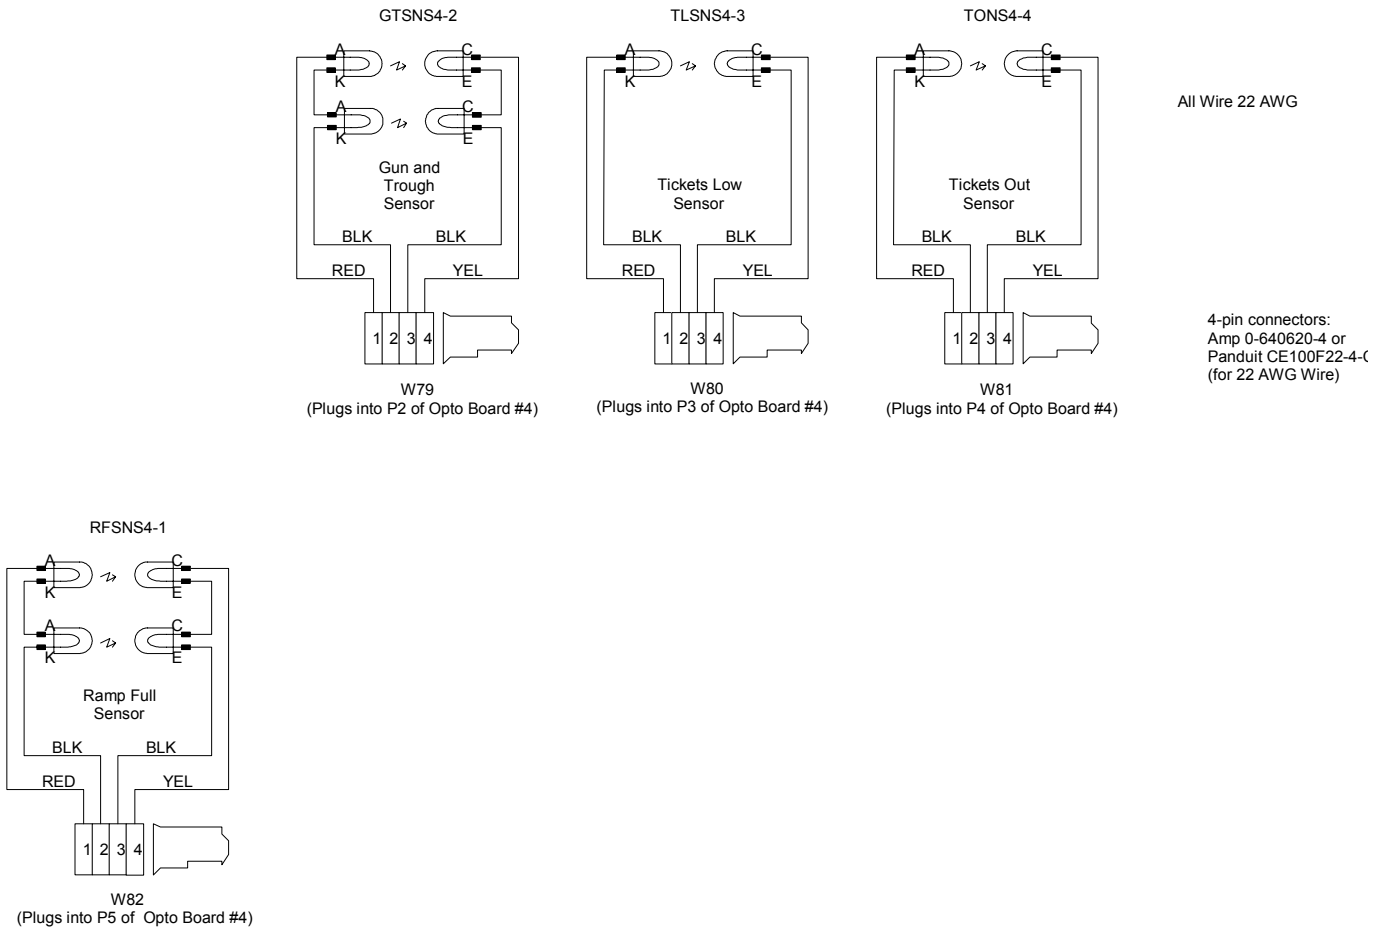 GTSNS4-2
A
C
K
E
A
C
K
E
Gun and
Trough
Sensor
BLK
BLK
RED
YEL
1 2 3 4
W79
(Plugs into P2 of Opto Board #4)
TLSNS4-3
A
C
K
E
Tickets Low
Sensor
BLK
BLK
RED
YEL
1 2 3 4
W80
(Plugs into P3 of Opto Board #4)
TONS4-4
A
C
K
E
Tickets Out
Sensor
BLK
BLK
RED
YEL
1 2 3 4
W81
(Plugs into P4 of Opto Board #4)
All Wire 22 AWG
4-pin connectors:
Amp 0-640620-4 or
Panduit CE100F22-4-
(for 22 AWG Wire)
RFSNS4-1
A
C
K
E
A
C
K
E
Ramp Full
Sensor
BLK
BLK
RED
YEL
1 2 3 4
W82
(Plugs into P5 of Opto Board #4)